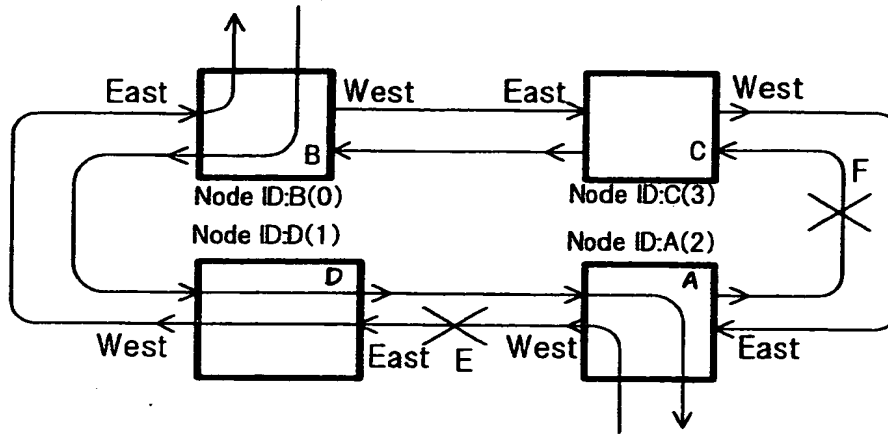 East
West
East
West
B
C
F
Node ID:B(0)
Node ID:C(3)
Node ID:D(1)
Node ID:A(2)
D
A
West
East
E
West
East